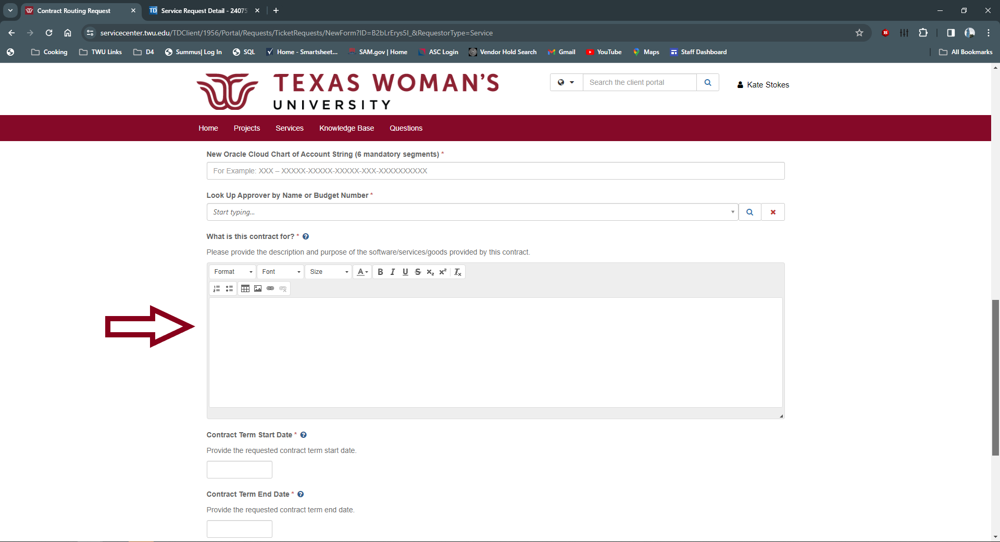 Contract Routing Request
TD Service Request Detail - 24075
servicecenter.twu.edu/TDClient/1956/Portal/Requests/TicketRequests/NewForm?ID=B2bLrErys5I_&RequestorType=Service
Cooking TWU Links D4 Summus| Log In SQL Home - Smartsheet... SAM.gov | Home ASC Login Vendor Hold Search Gmail YouTube Maps Staff Dashboard All Bookmarks
TEXAS WOMAN'S
UNIVERSITY
Search the client portal
Kate Stokes
Home Projects Services Knowledge Base Questions
New Oracle Cloud Chart of Account String (6 mandatory segments) *
For Example: XXX – XXXXX-XXXXX-XXXXX-XXX-XXXXXXXXXX
Look Up Approver by Name or Budget Number *
Start typing...
What is this contract for? * ?
Please provide the description and purpose of the software/services/goods provided by this contract.
Format Font Size A B I U S x₂ x² Tx
Contract Term Start Date * ?
Provide the requested contract term start date.
Contract Term End Date * ?
Provide the requested contract term end date.